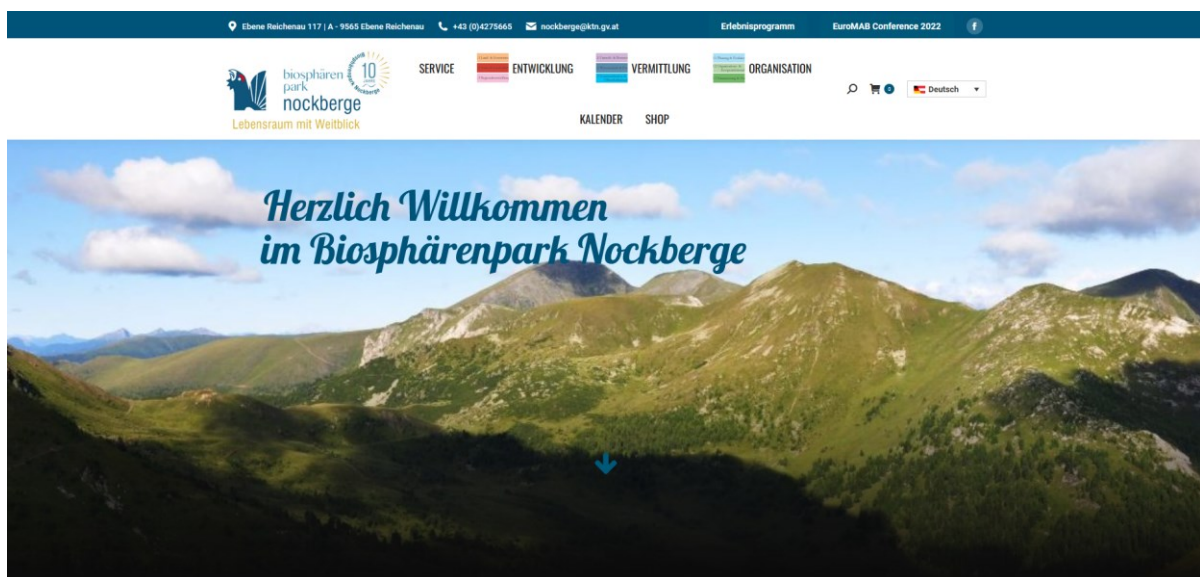 Ebene Reichenau 117 | A - 9565 Ebene Reichenau +43 (0)4275665 nockberge@ktn.gv.at Erlebnisprogramm EuroMAB Conference 2022
biosphären
park
nockberge
Lebensraum mit Weitblick
10
SERVICE ENTWICKLUNG VERMITTLUNG ORGANISATION
KALENDER SHOP
0 Deutsch
Herzlich Willkommen
im Biosphärenpark Nockberge